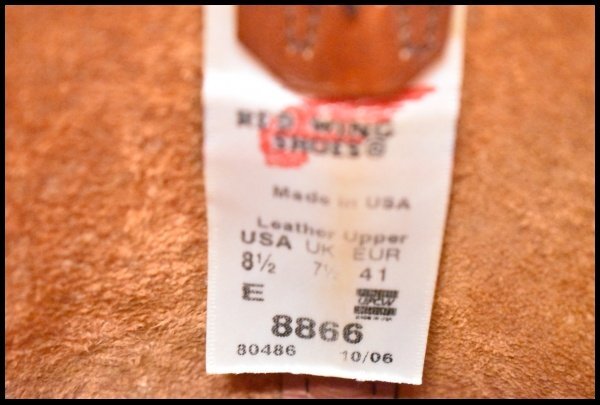 RED WING
SHOES®
Made in USA
Leather Upper
USA UK EUR
8½ 7½ 41
E
UFCW
8866
80486 10/06